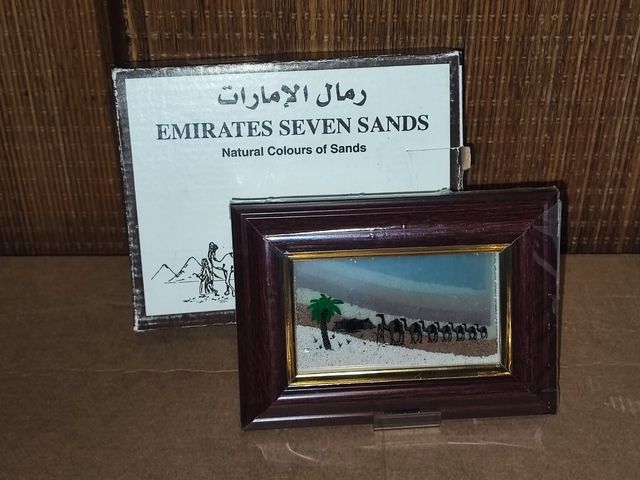 رمال الإمارات
EMIRATES SEVEN SANDS
Natural Colours of Sands